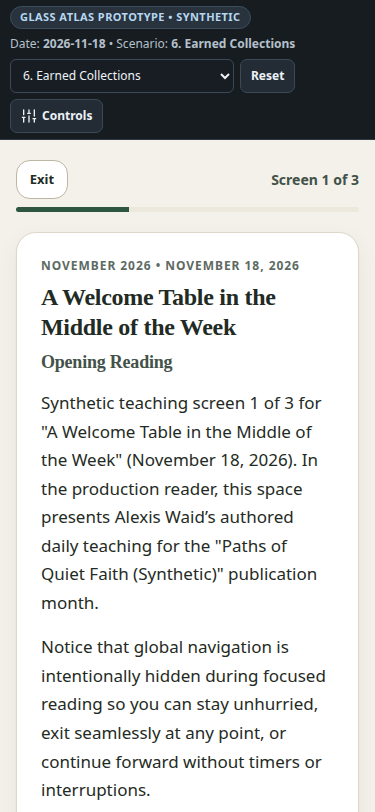 GLASS ATLAS PROTOTYPE • SYNTHETIC
Date: 2026-11-18 • Scenario: 6. Earned Collections
6. Earned Collections
Reset
Controls
Exit
Screen 1 of 3
NOVEMBER 2026 • NOVEMBER 18, 2026
A Welcome Table in the
Middle of the Week
Opening Reading
Synthetic teaching screen 1 of 3 for
"A Welcome Table in the Middle of
the Week" (November 18, 2026). In
the production reader, this space
presents Alexis Waid’s authored
daily teaching for the "Paths of
Quiet Faith (Synthetic)" publication
month.
Notice that global navigation is
intentionally hidden during focused
reading so you can stay unhurried,
exit seamlessly at any point, or
continue forward without timers or
interruptions.